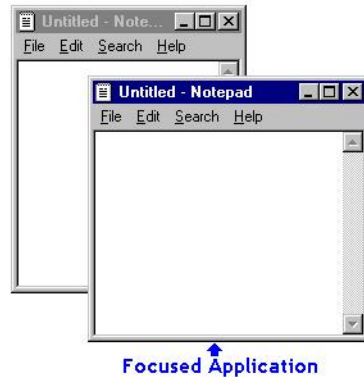 Untitled - Note...
File Edit Search Help
Untitled - Notepad
File Edit Search Help
Focused Application